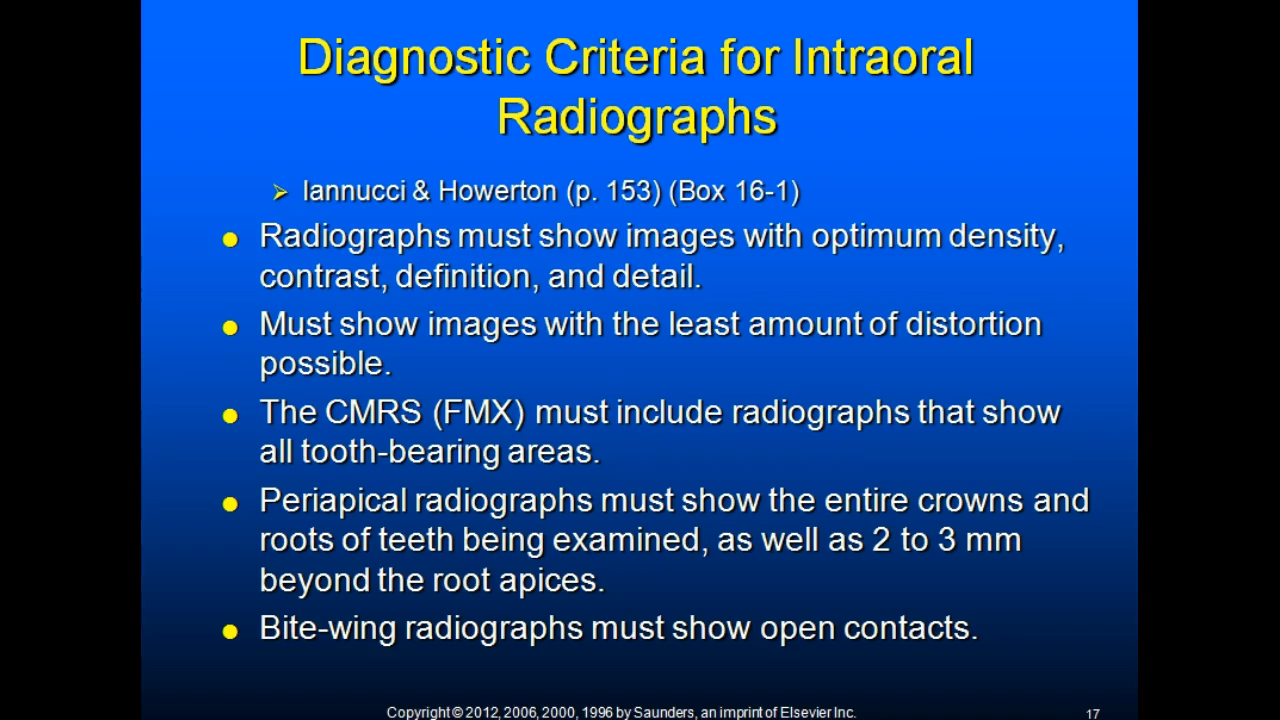 Diagnostic Criteria for Intraoral
Radiographs
Iannucci & Howerton (p. 153) (Box 16-1)
Radiographs must show images with optimum density,
contrast, definition, and detail.
Must show images with the least amount of distortion
possible.
The CMRS (FMX) must include radiographs that show
all tooth-bearing areas.
Periapical radiographs must show the entire crowns and
roots of teeth being examined, as well as 2 to 3 mm
beyond the root apices.
Bite-wing radiographs must show open contacts.
Copyright © 2012, 2006, 2000, 1996 by Saunders, an imprint of Elsevier Inc.
17